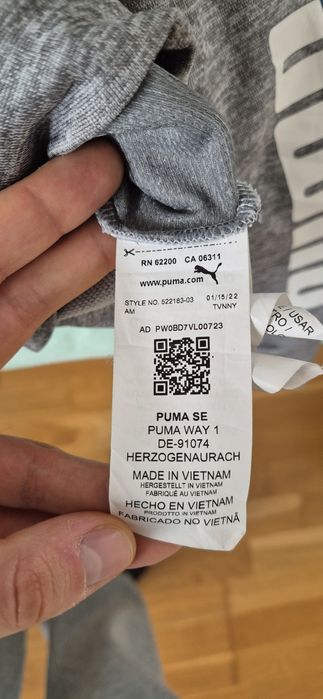 RN 62200 CA 06311
www.puma.com
STYLE NO. 522183-03 01/15/22
AM TVNNY
AD PW0BD7VL00723
PUMA SE
PUMA WAY 1
DE-91074
HERZOGENAURACH
MADE IN VIETNAM
HERGESTELLT IN VIETNAM
FABRIQUÉ AU VIETNAM
HECHO EN VIETNAM
PRODOTTO IN VIETNAM
FABRICADO NO VIETNÃ
USAR
TRO /